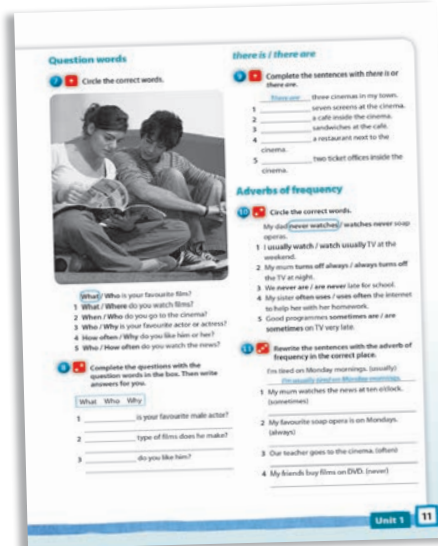 Question words
7 Circle the correct words.
What / Who is your favourite film?
1 What / Where do you watch films?
2 When / Who do you go to the cinema?
3 Who / Why is your favourite actor or actress?
4 How often / Why do you like him or her?
5 Who / How often do you watch the news?
8 Complete the questions with the
question words in the box. Then write
answers for you.
What Who Why
1 ____________ is your favourite male actor?
2 ____________ type of films does he make?
3 ____________ do you like him?
there is / there are
9 Complete the sentences with there is or
there are.
There are three cinemas in my town.
1 ____________ seven screens at the cinema.
2 ____________ a café inside the cinema.
3 ____________ sandwiches at the café.
4 ____________ a restaurant next to the
cinema.
5 ____________ two ticket offices inside the
cinema.
Adverbs of frequency
10 Circle the correct words.
My dad never watches / watches never soap
operas.
1 I usually watch / watch usually TV at the
weekend.
2 My mum turns off always / always turns off
the TV at night.
3 We never are / are never late for school.
4 My sister often uses / uses often the internet
to help her with her homework.
5 Good programmes sometimes are / are
sometimes on TV very late.
11 Rewrite the sentences with the adverb of
frequency in the correct place.
I'm tired on Monday mornings. (usually)
I'm usually tired on Monday mornings.
1 My mum watches the news at ten o'clock.
(sometimes)
2 My favourite soap opera is on Mondays.
(always)
3 Our teacher goes to the cinema. (often)
4 My friends buy films on DVD. (never)
Unit 1 11